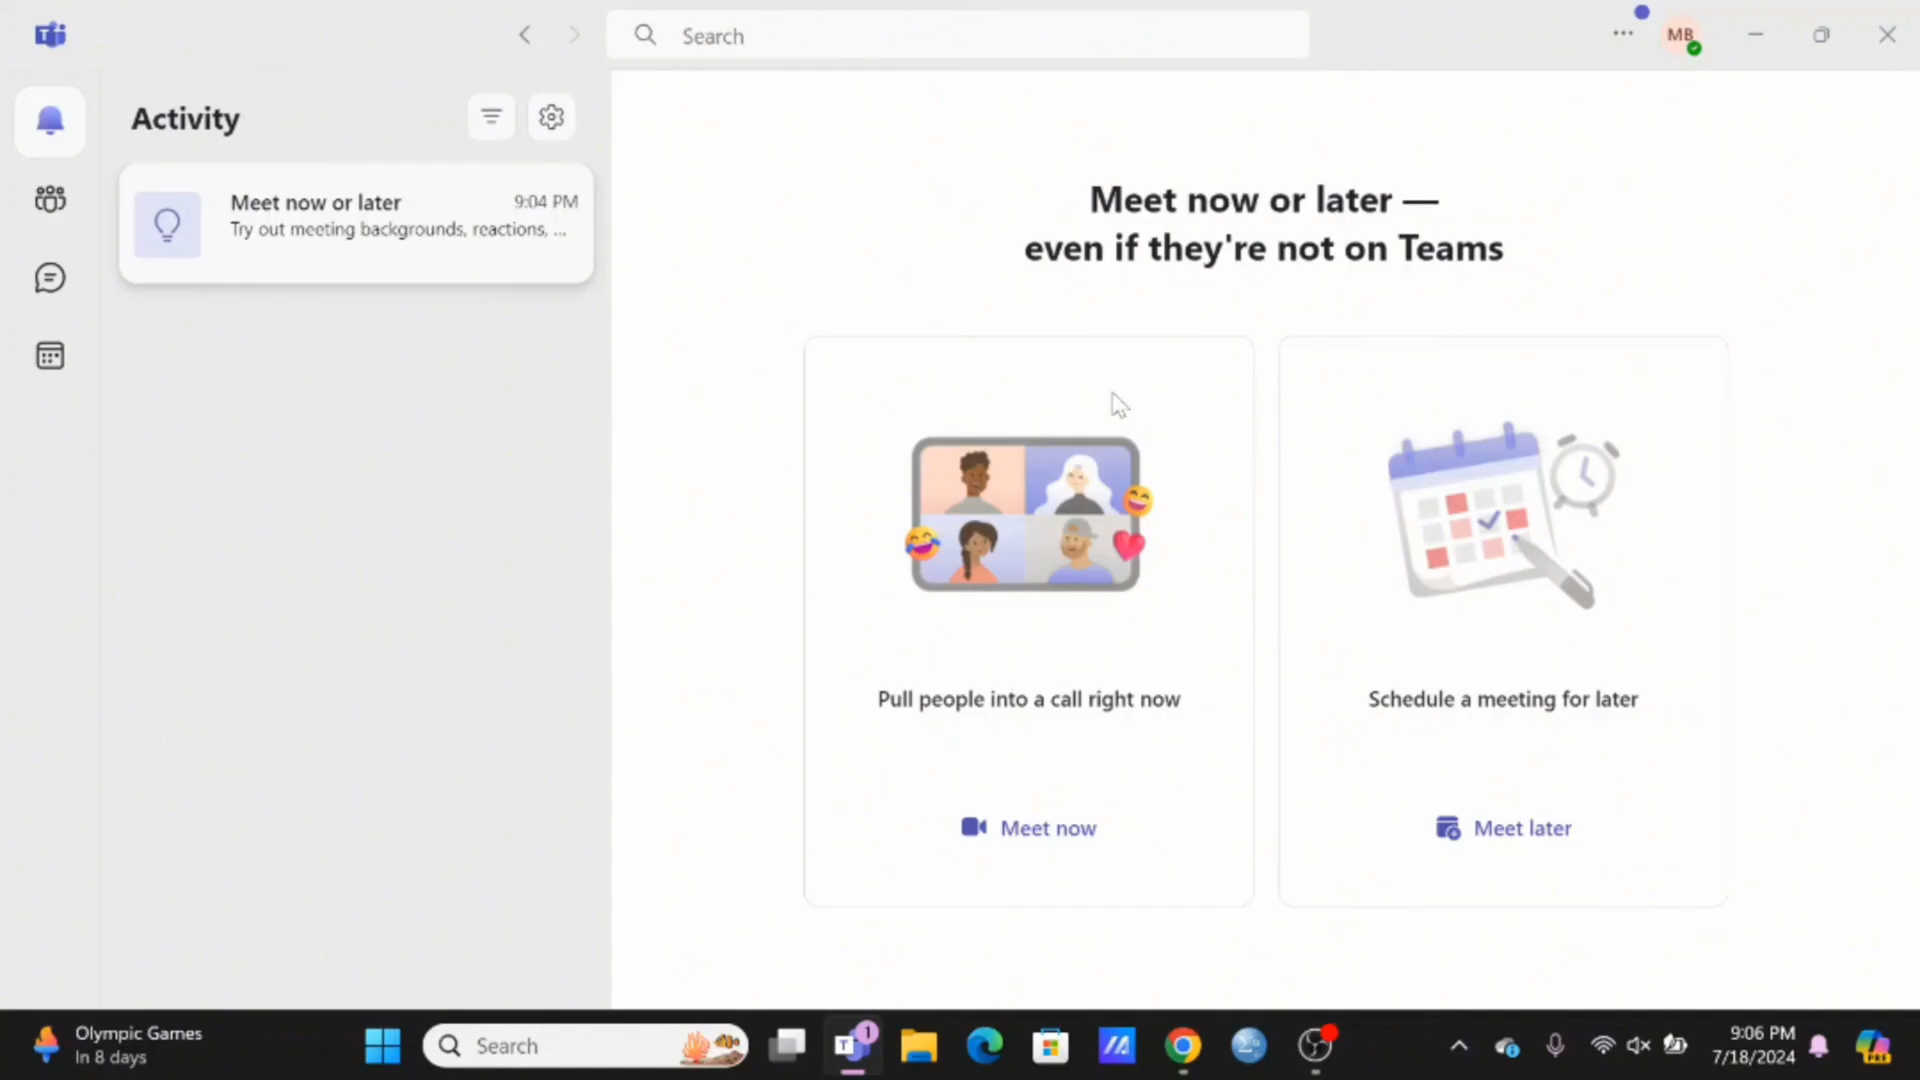 Search
MB
Activity
Meet now or later
9:04 PM
Try out meeting backgrounds, reactions, ...
Meet now or later —
even if they're not on Teams
Pull people into a call right now
Meet now
Schedule a meeting for later
Meet later
Olympic Games
In 8 days
Search
1
9:06 PM
7/18/2024
PRE